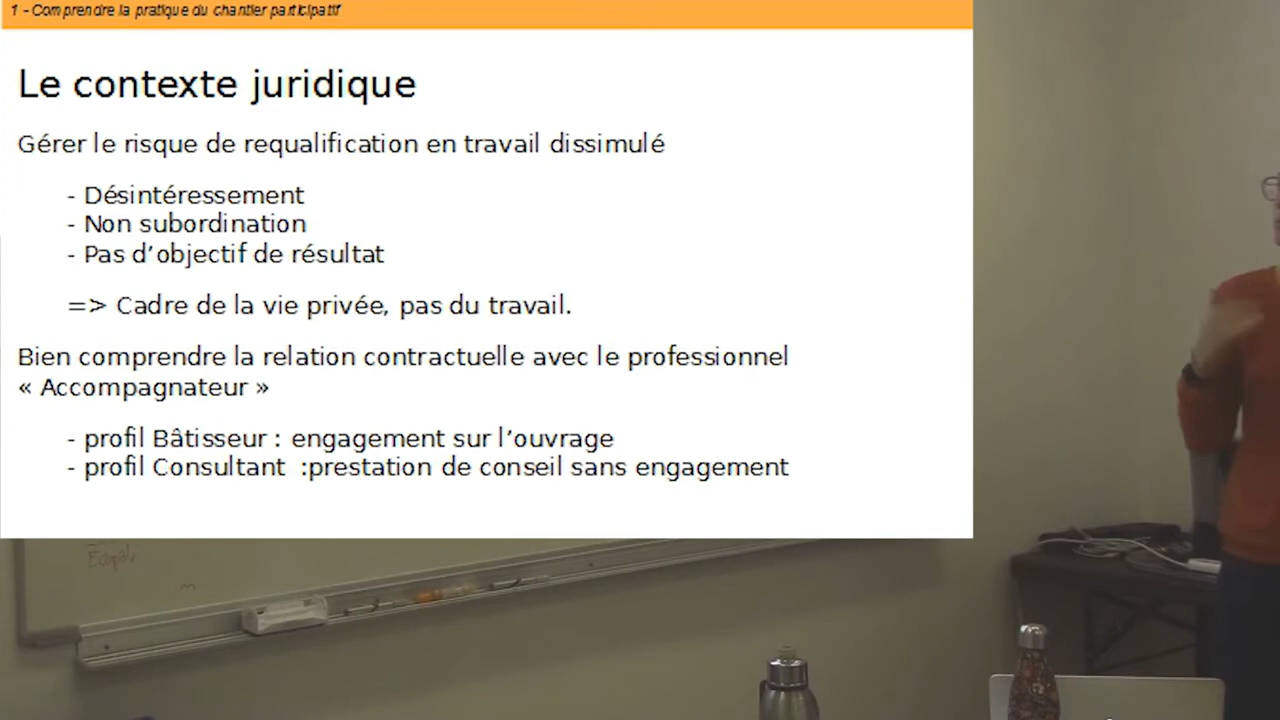 1 - Comprendre la pratique du chantier participatif
Le contexte juridique
Gérer le risque de requalification en travail dissimulé
- Désintéressement
- Non subordination
- Pas d’objectif de résultat
=> Cadre de la vie privée, pas du travail.
Bien comprendre la relation contractuelle avec le professionnel
« Accompagnateur »
- profil Bâtisseur : engagement sur l’ouvrage
- profil Consultant  :prestation de conseil sans engagement